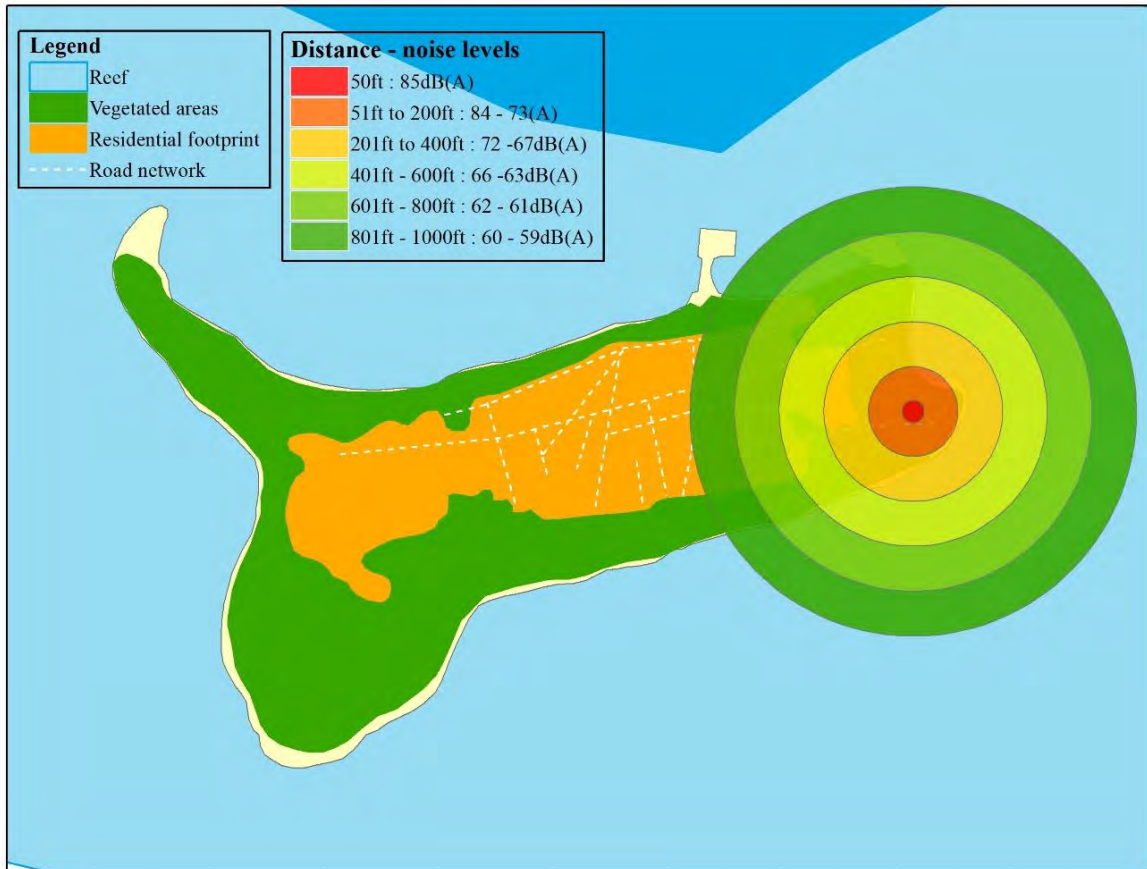 Legend
Reef
Vegetated areas
Residential footprint
Road network
Distance - noise levels
50ft : 85dB(A)
51ft to 200ft : 84 - 73(A)
201ft to 400ft : 72 -67dB(A)
401ft - 600ft : 66 -63dB(A)
601ft - 800ft : 62 - 61dB(A)
801ft - 1000ft : 60 - 59dB(A)